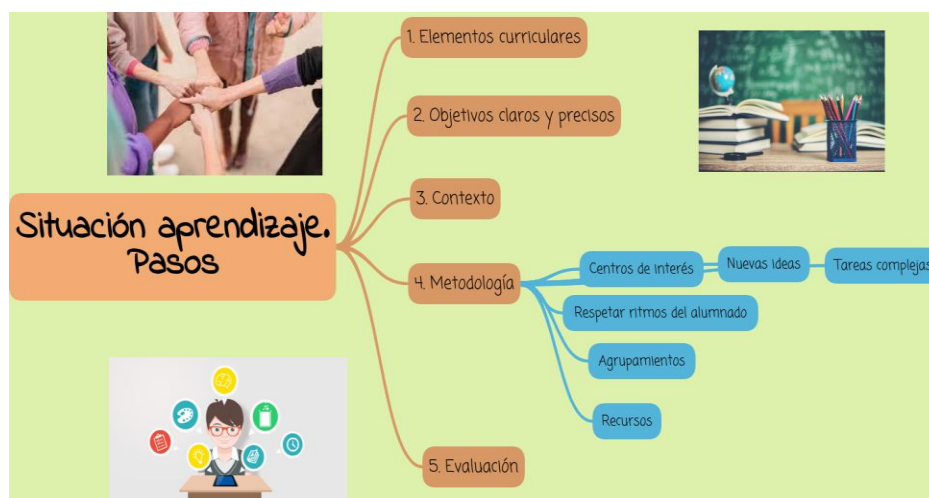 Situación aprendizaje.
Pasos
1. Elementos curriculares
2. Objetivos claros y precisos
3. Contexto
4. Metodología
Centros de interés
Nuevas ideas
Tareas complejas
Respetar ritmos del alumnado
Agrupamientos
Recursos
5. Evaluación